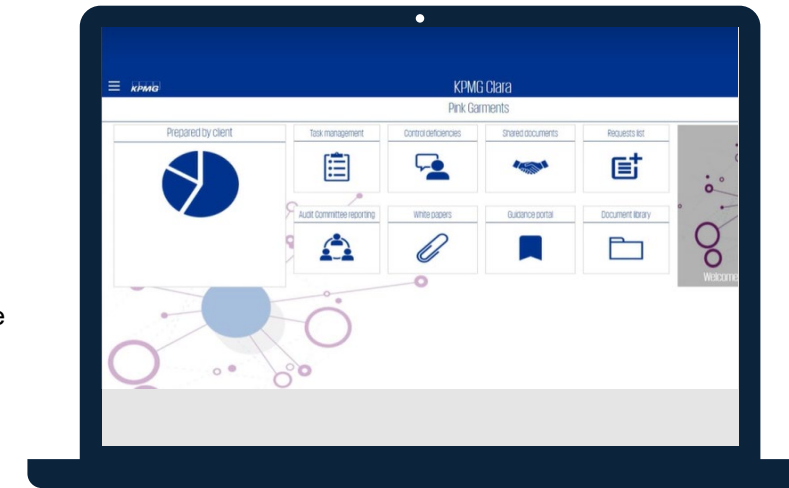 KPMG
KPMG Clara
Pink Garments
Prepared by client
Task management
Control deficiencies
Shared documents
Requests list
Audit Committee reporting
White papers
Guidance portal
Document library
Welcome
e